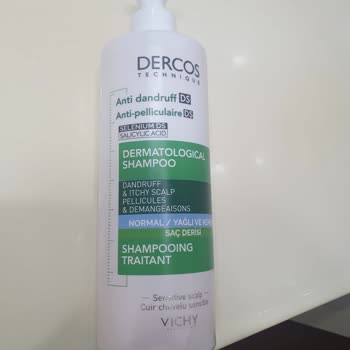 DERCOS
TECHNIQUE
Anti dandruff DS
Anti-pelliculaire DS
SELENIUM DS
SALICYLIC ACID
DERMATOLOGICAL
SHAMPOO
DANDRUFF
& ITCHY SCALP
PELLICULES
& DEMANGEAISONS
NORMAL / YAĞLI VE
SAÇ DERİSİ
SHAMPOOING
TRAITANT
Sensitive scalp
Cuir chevelu sensible
VICHY